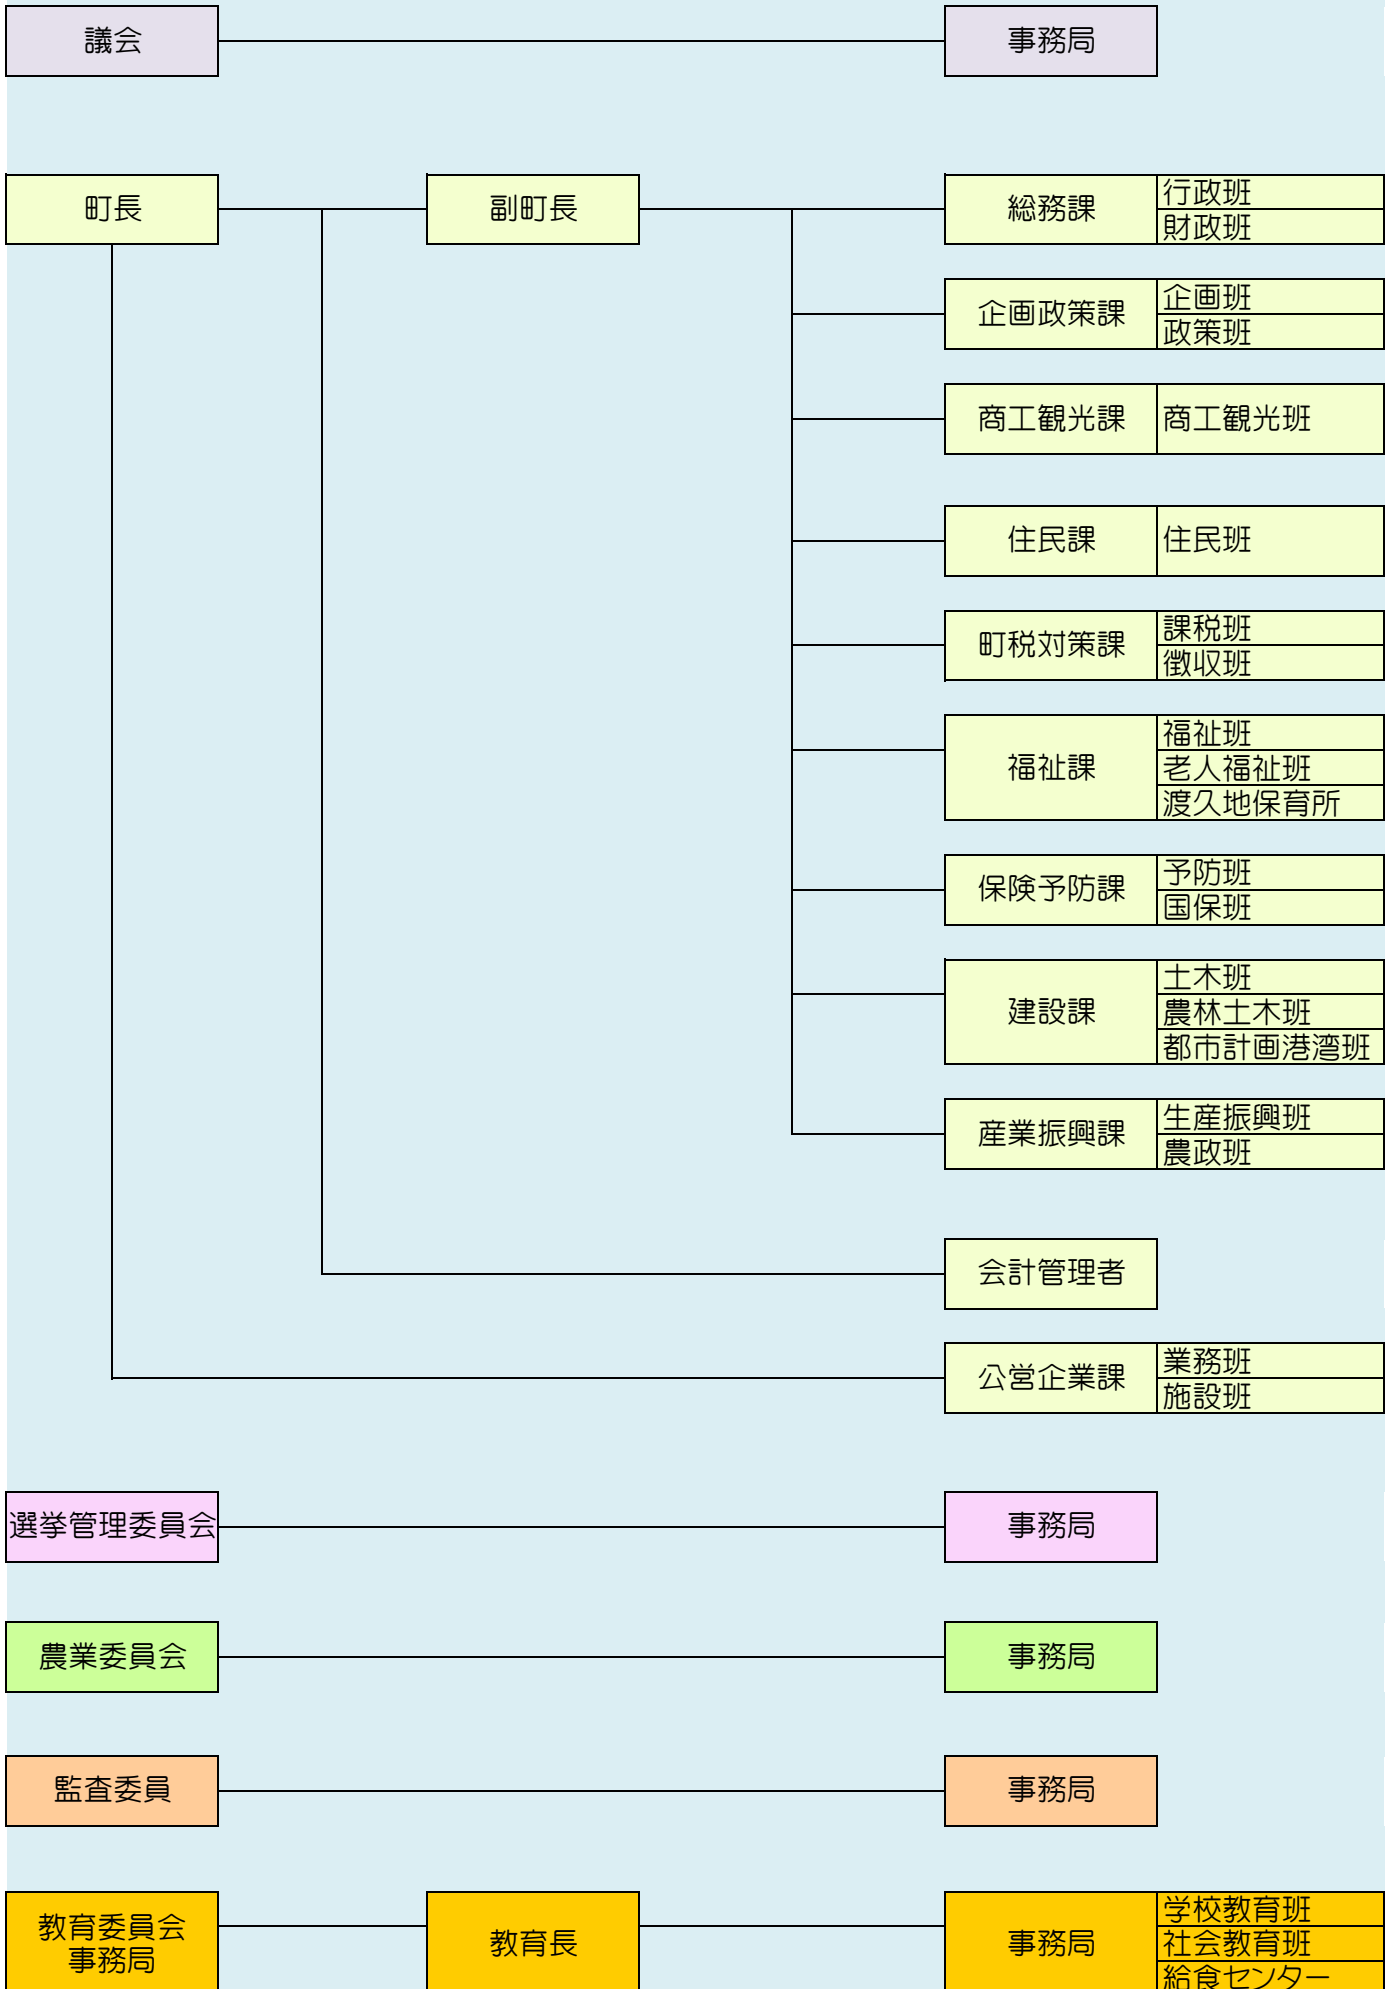 議会
事務局
町長
副町長
総務課
行政班
財政班
企画政策課
企画班
政策班
商工観光課
商工観光班
住民課
住民班
町税対策課
課税班
徴収班
福祉課
福祉班
老人福祉班
渡久地保育所
保険予防課
予防班
国保班
建設課
土木班
農林土木班
都市計画港湾班
産業振興課
生産振興班
農政班
会計管理者
公営企業課
業務班
施設班
選挙管理委員会
事務局
農業委員会
事務局
監査委員
事務局
教育委員会
事務局
教育長
事務局
学校教育班
社会教育班
給食センター